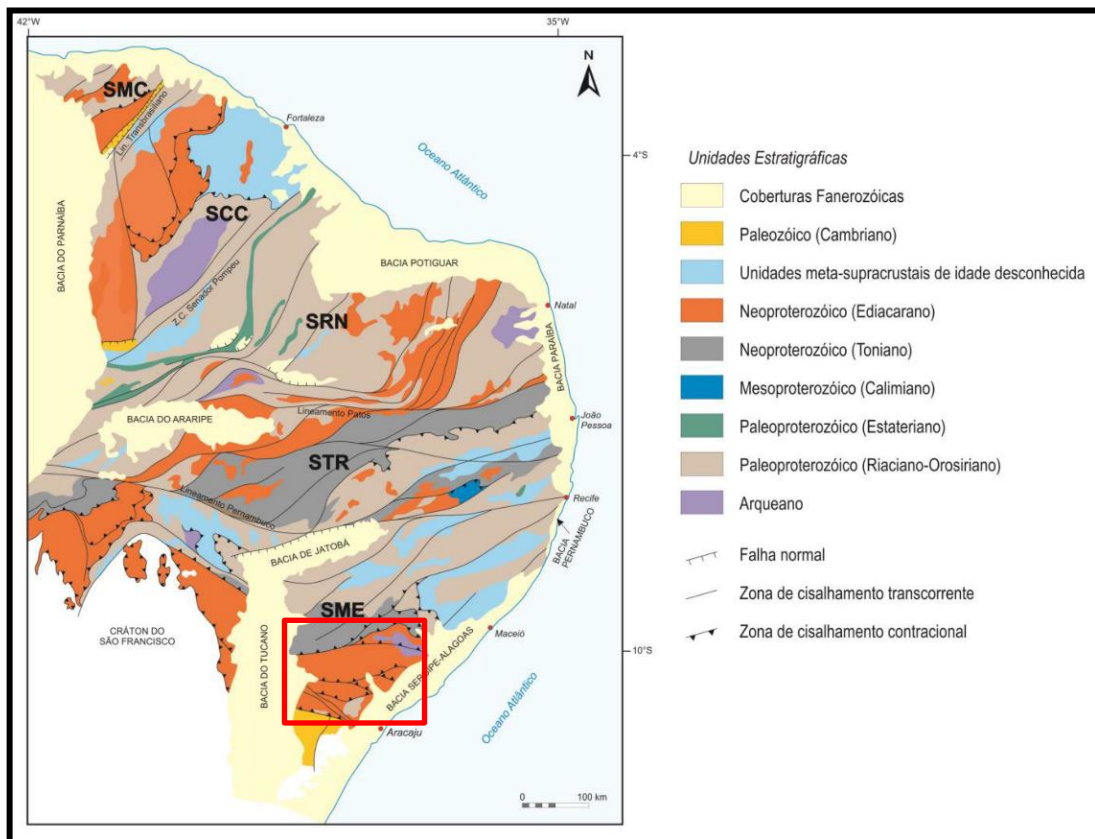 42°W
35°W
N
SMC
Lin. Transbrasiliano
Fortaleza
Oceano Atlântico
4°S
SCC
BACIA DO PARNAÍBA
Z.C. Senador Pompeu
BACIA POTIGUAR
SRN
Natal
BACIA PARAÍBA
Lineamento Patos
BACIA DO ARARIPE
João
Pessoa
STR
Lineamento Pernambuco
Recife
BACIA
PERNAMBUCO
BACIA DE JATOBÁ
SME
CRÁTON DO
SÃO FRANCISCO
BACIA DO TUCANO
Maceió
10°S
BACIA SERGIPE-ALAGOAS
Oceano Atlântico
Aracaju
0 100 km
Unidades Estratigráficas
Coberturas Fanerozóicas
Paleozóico (Cambriano)
Unidades meta-supracrustais de idade desconhecida
Neoproterozóico (Ediacarano)
Neoproterozóico (Toniano)
Mesoproterozóico (Calimiano)
Paleoproterozóico (Estateriano)
Paleoproterozóico (Riaciano-Orosiriano)
Arqueano
Falha normal
Zona de cisalhamento transcorrente
Zona de cisalhamento contracional